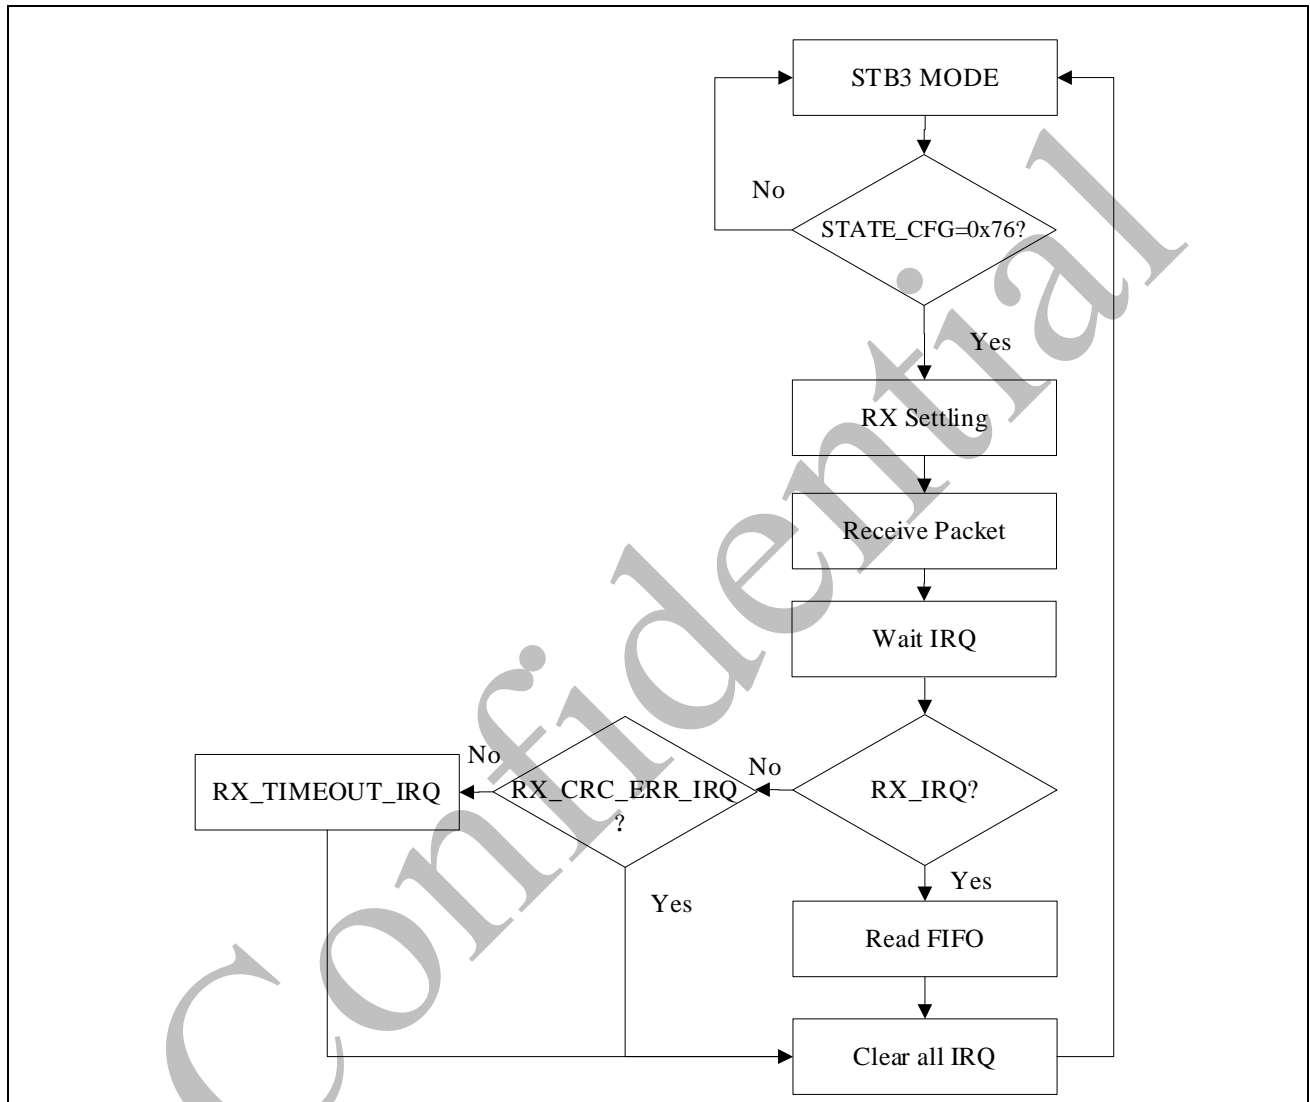 STB3 MODE
No
STATE_CFG=0x76?
Yes
RX Settling
Receive Packet
Wait IRQ
No
No
RX_TIMEOUT_IRQ
RX_CRC_ERR_IRQ
?
RX_IRQ?
Yes
Yes
Read FIFO
Clear all IRQ
Confidential